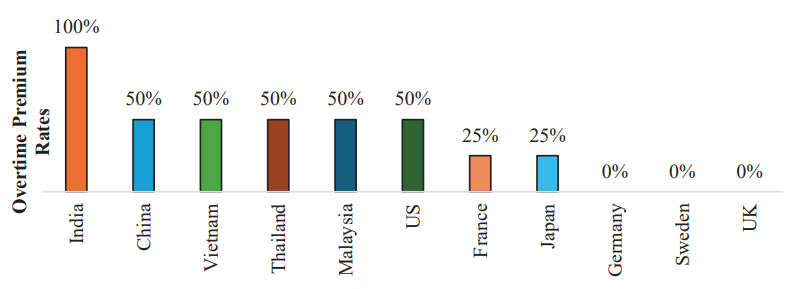 Overtime Premium
Rates
100%
50%
50%
50%
50%
50%
25%
25%
0%
0%
0%
India
China
Vietnam
Thailand
Malaysia
US
France
Japan
Germany
Sweden
UK